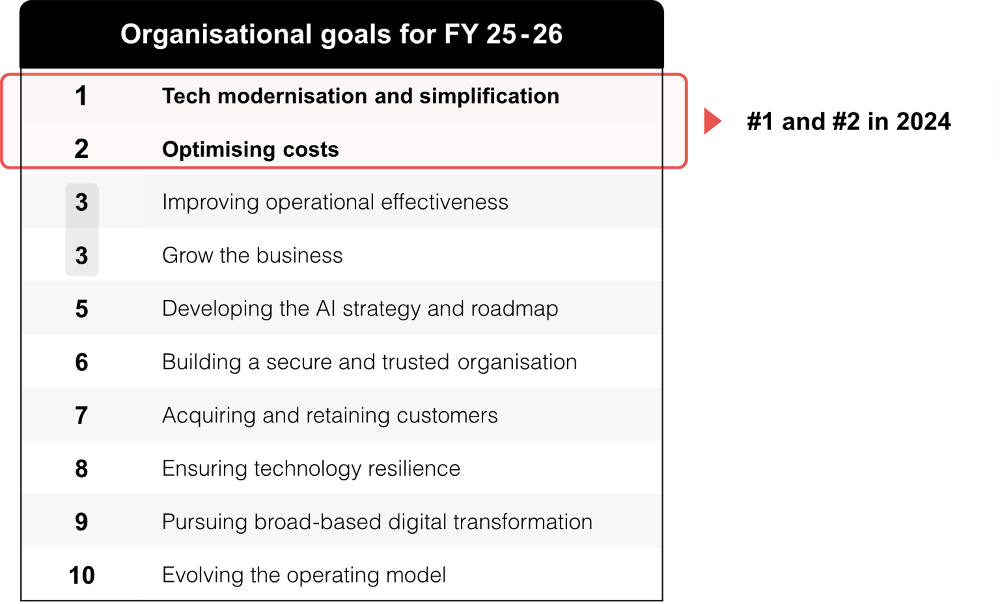 Organisational goals for FY 25-26
1 Tech modernisation and simplification
#1 and #2 in 2024
2 Optimising costs
3 Improving operational effectiveness
3 Grow the business
5 Developing the AI strategy and roadmap
6 Building a secure and trusted organisation
7 Acquiring and retaining customers
8 Ensuring technology resilience
9 Pursuing broad-based digital transformation
10 Evolving the operating model